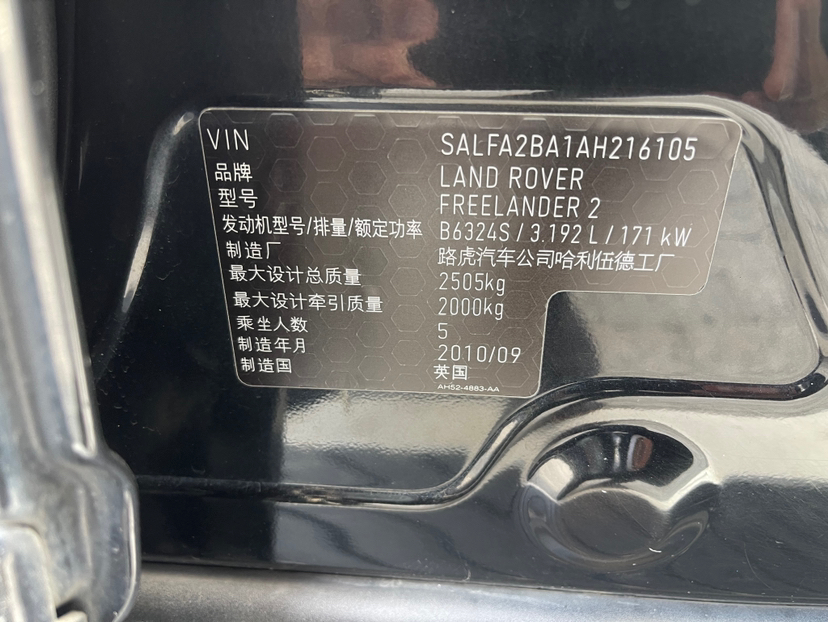 VIN SALFA2BA1AH216105
品牌 LAND ROVER
型号 FREELANDER 2
发动机型号/排量/额定功率 B6324S / 3.192 L / 171 kW
制造厂 路虎汽车公司哈利伍德工厂
最大设计总质量 2505kg
最大设计牵引质量 2000kg
乘坐人数 5
制造年月 2010/09
制造国 英国
AH52-4883-AA